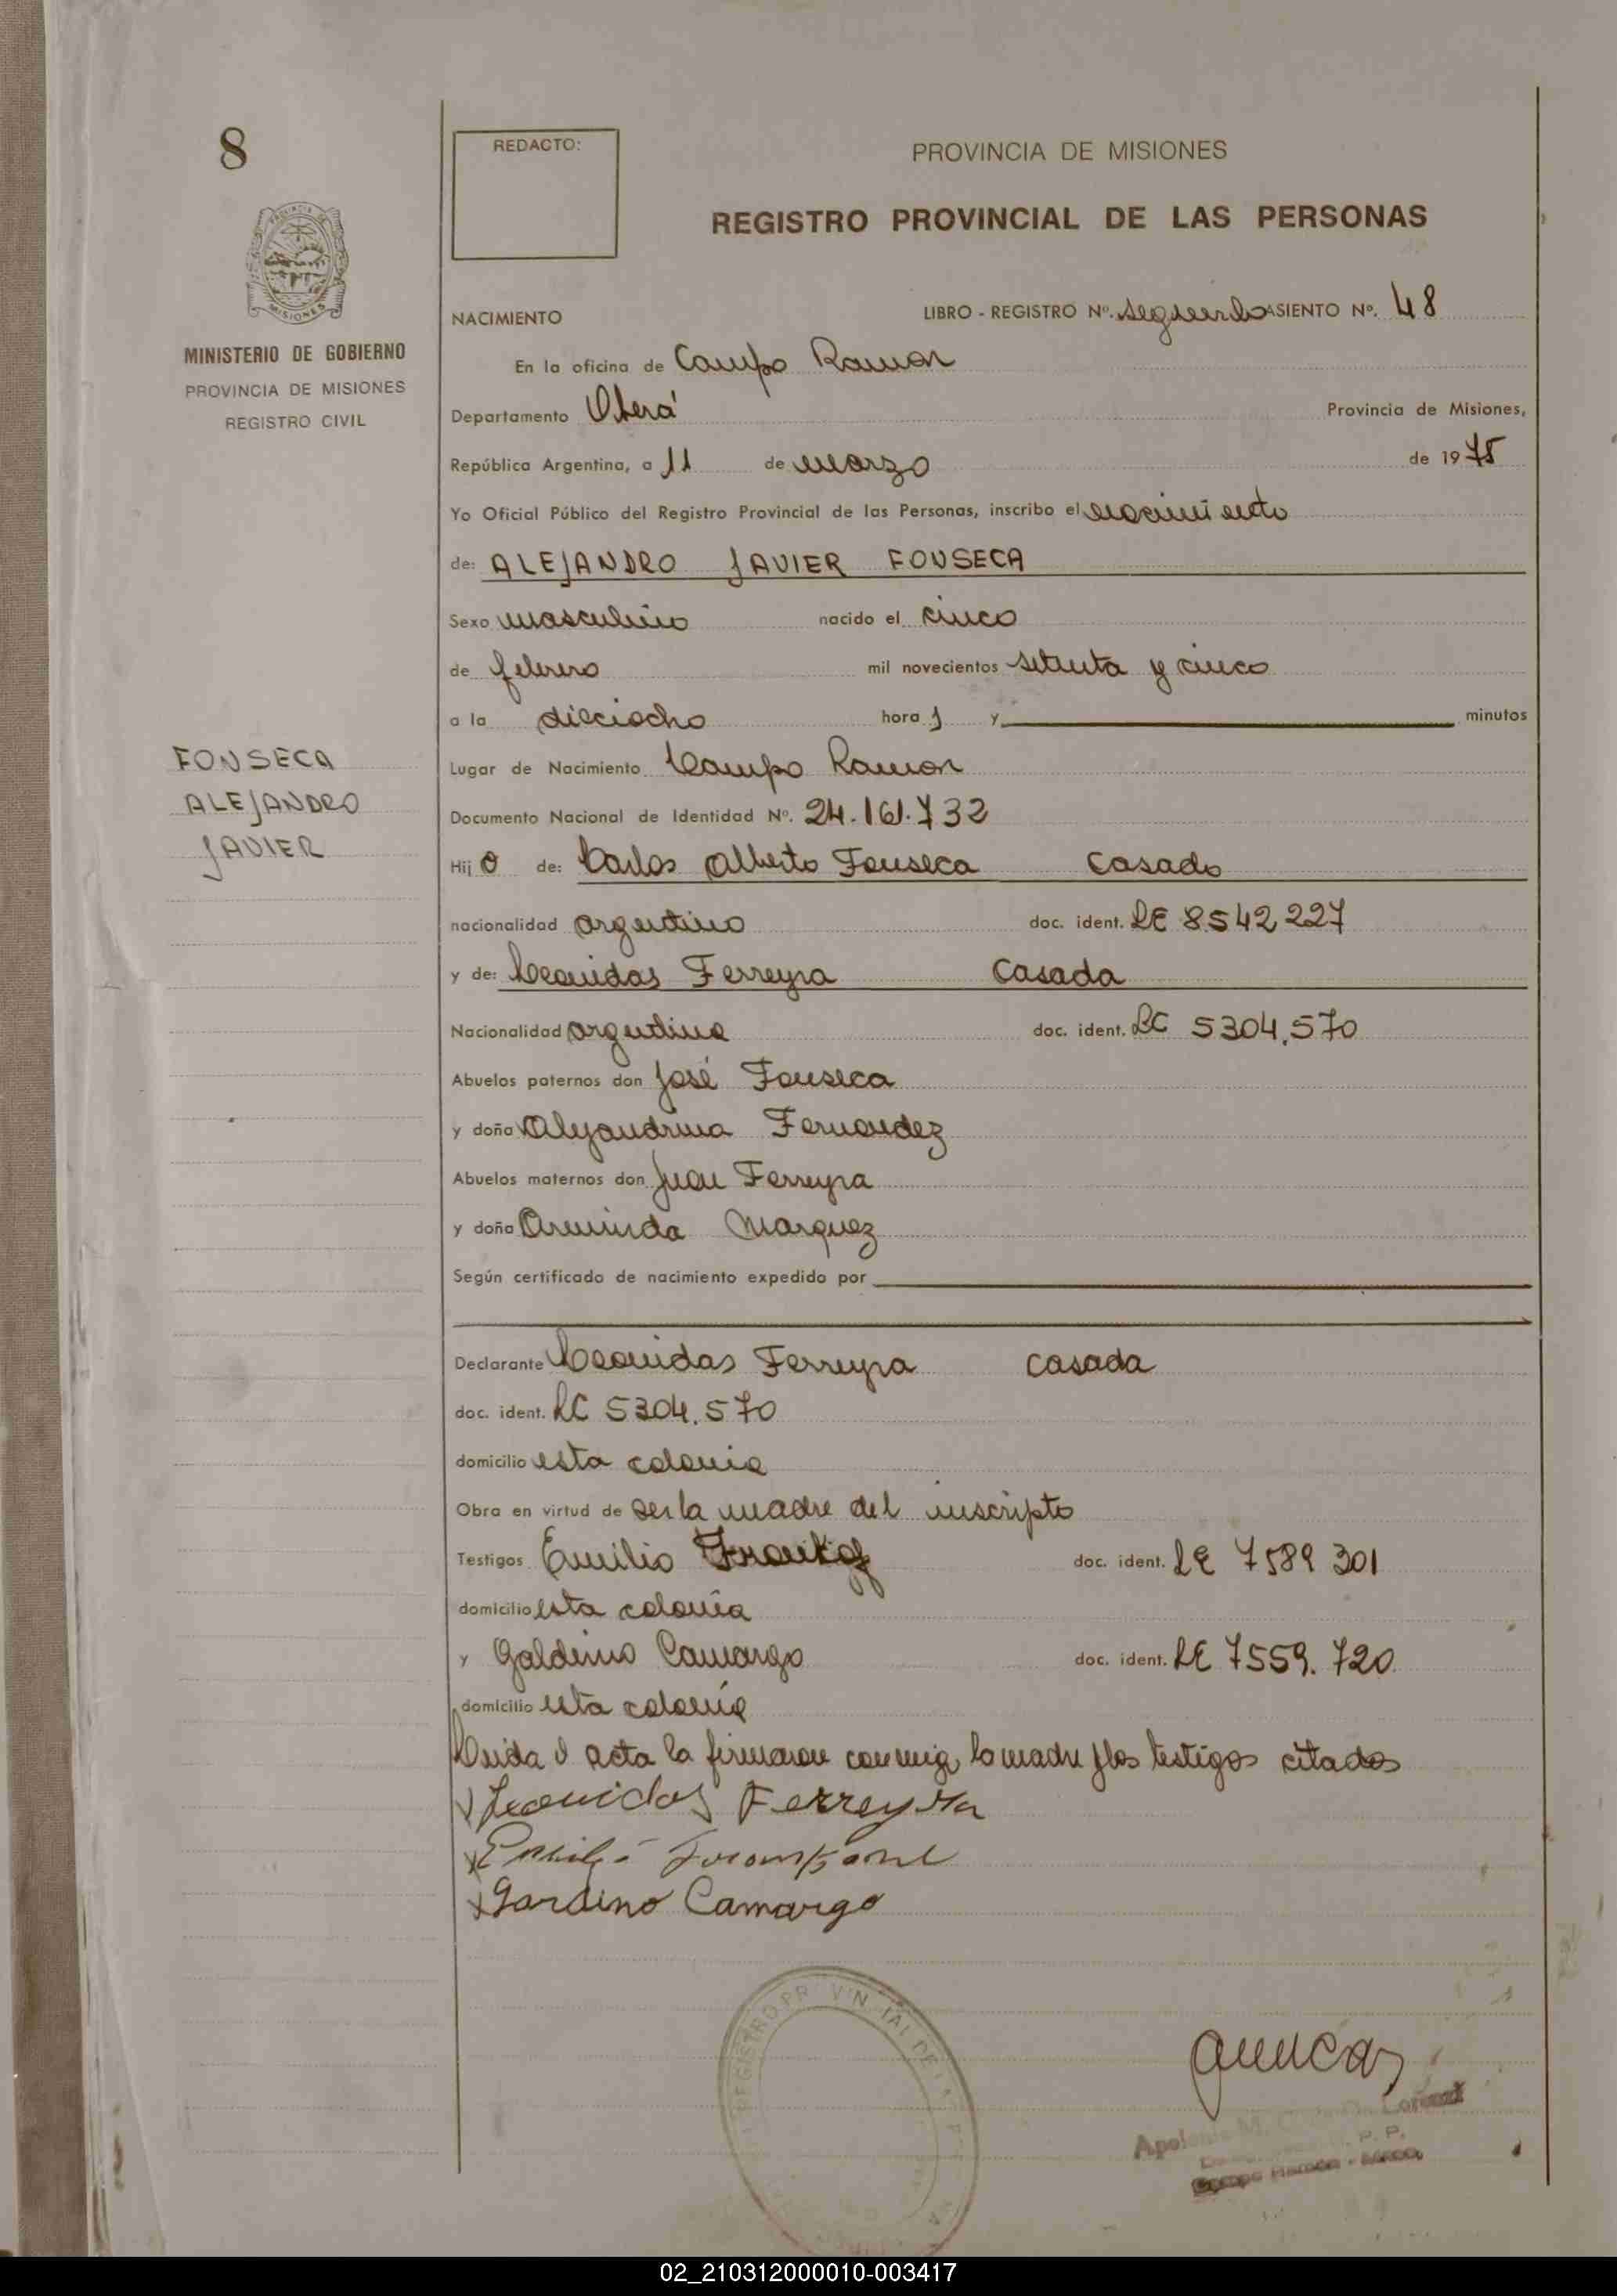 8
REDACTO:
PROVINCIA DE MISIONES
REGISTRO PROVINCIAL DE LAS PERSONAS
PROVINCIA DE
MISIONES
MINISTERIO DE GOBIERNO
PROVINCIA DE MISIONES
REGISTRO CIVIL
NACIMIENTO LIBRO - REGISTRO Nº. segundo ASIENTO Nº. 48
En la oficina de Campo Ramon
Departamento Oberá Provincia de Misiones,
República Argentina, a 11 de marzo de 1975
Yo Oficial Público del Registro Provincial de las Personas, inscribo el nacimiento
de: ALEJANDRO JAVIER FONSECA
Sexo masculino nacido el cinco
de febrero mil novecientos setenta y cinco
a la dieciocho hora s y minutos
FONSECA
ALEJANDRO
JAVIER
Lugar de Nacimiento Campo Ramon
Documento Nacional de Identidad Nº. 24.161.732
Hij o de: Carlos Alberto Fonseca casado
nacionalidad argentino doc. ident. LE 8.542.227
y de: Leonidas Ferreyra casada
Nacionalidad argentina doc. ident. LC 5304.570
Abuelos paternos don José Fonseca
y doña Alejandrina Fernandez
Abuelos maternos don Juan Ferreyra
y doña Arminda Marquez
Según certificado de nacimiento expedido por
Declarante Leonidas Ferreyra casada
doc. ident. LC 5304.570
domicilio esta colonia
Obra en virtud de ser la madre del inscripto
Testigos Emilio doc. ident. LE 7589 301
domicilio esta colonia
y Galdino Camargo doc. ident. LE 7559.720
domicilio esta colonia
Leida el acta la firmaron conmigo la madre y los testigos citados
Leonidas Ferreyra
Gardino Camargo
REGISTRO
Campo Ramon